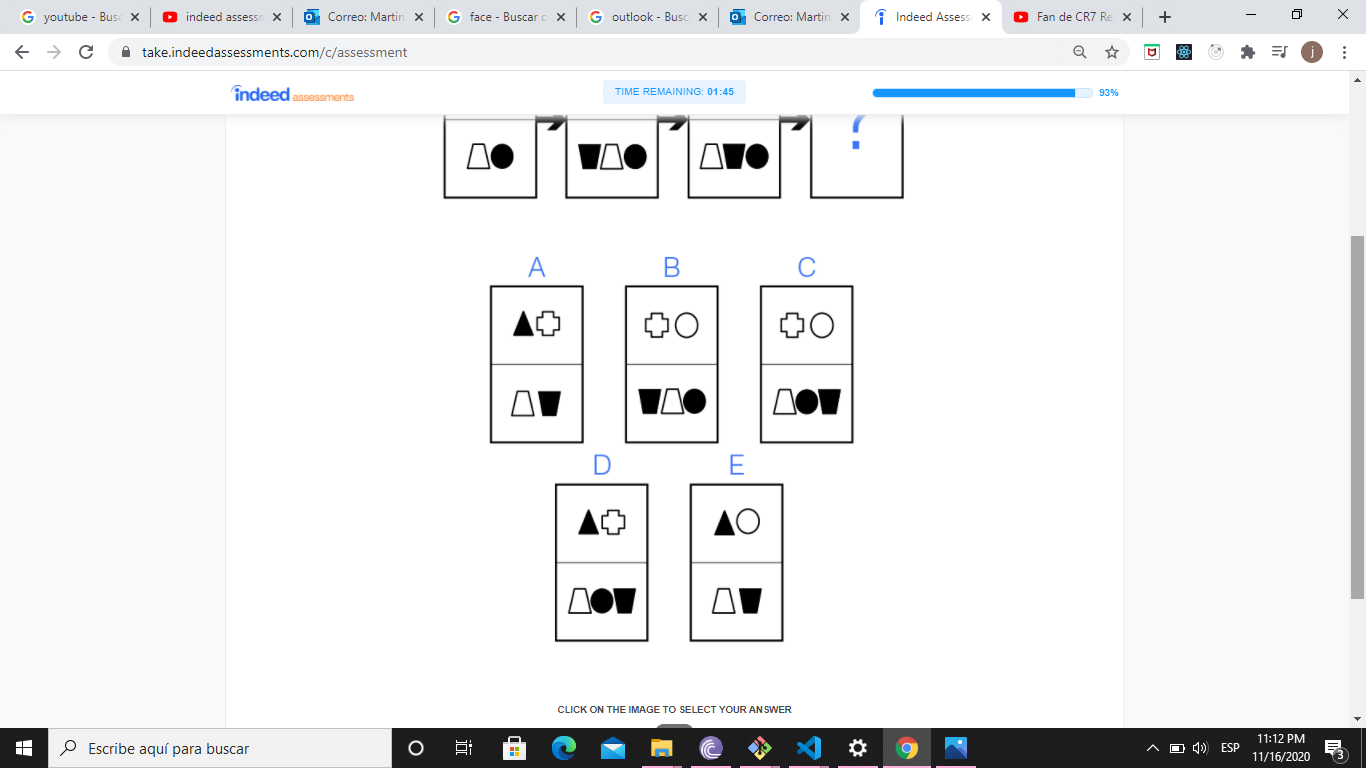 youtube - Busc
indeed assessm
Correo: Martin
face - Buscar c
outlook - Busc
Correo: Martin
Indeed Assess
Fan de CR7 Re
take.indeedassessments.com/c/assessment
j
indeed assessments
TIME REMAINING: 01:45
93%
?
A
B
C
D
E
CLICK ON THE IMAGE TO SELECT YOUR ANSWER
Escribe aquí para buscar
ESP
11:12 PM
11/16/2020
3